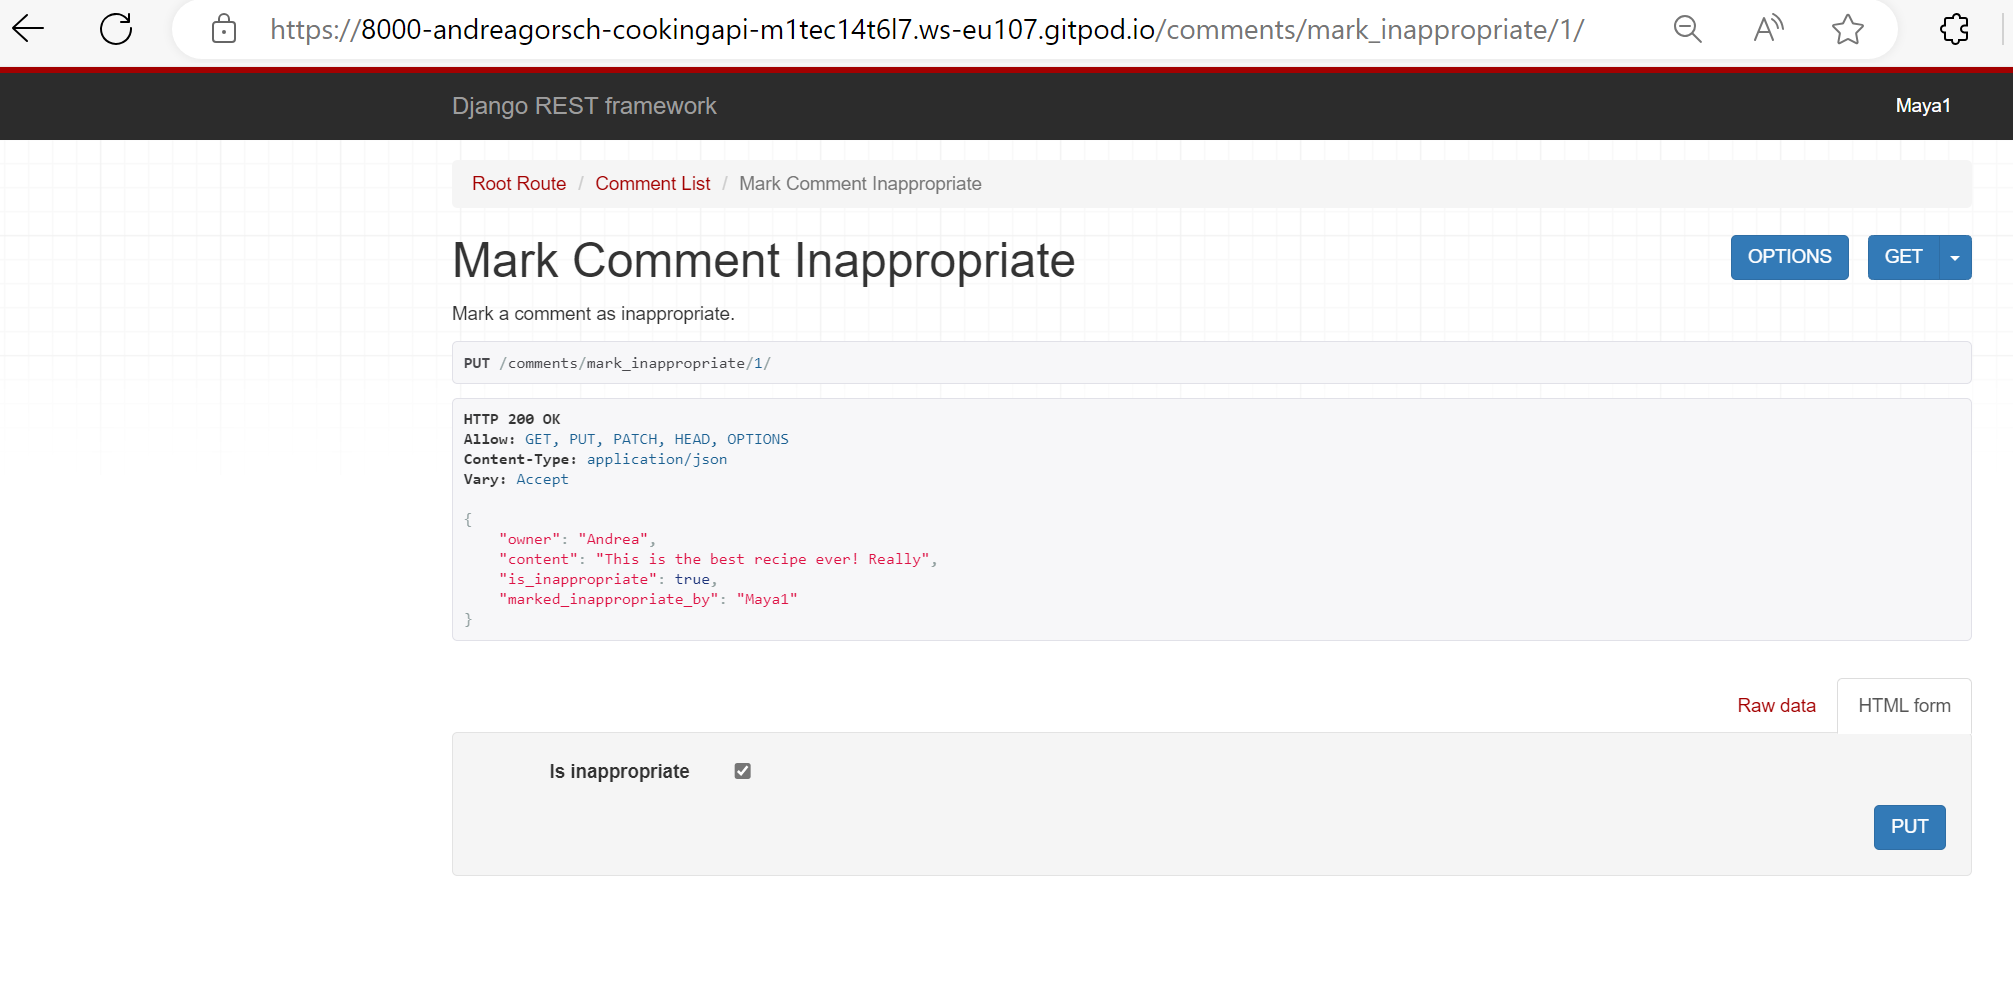 https://8000-andreagorsch-cookingapi-m1tec14t6l7.ws-eu107.gitpod.io/comments/mark_inappropriate/1/
Django REST framework
Maya1
Root Route / Comment List / Mark Comment Inappropriate
Mark Comment Inappropriate
OPTIONS
GET
Mark a comment as inappropriate.
PUT /comments/mark_inappropriate/1/
HTTP 200 OK
Allow: GET, PUT, PATCH, HEAD, OPTIONS
Content-Type: application/json
Vary: Accept
{
    "owner": "Andrea",
    "content": "This is the best recipe ever! Really",
    "is_inappropriate": true,
    "marked_inappropriate_by": "Maya1"
}
Raw data
HTML form
Is inappropriate
PUT